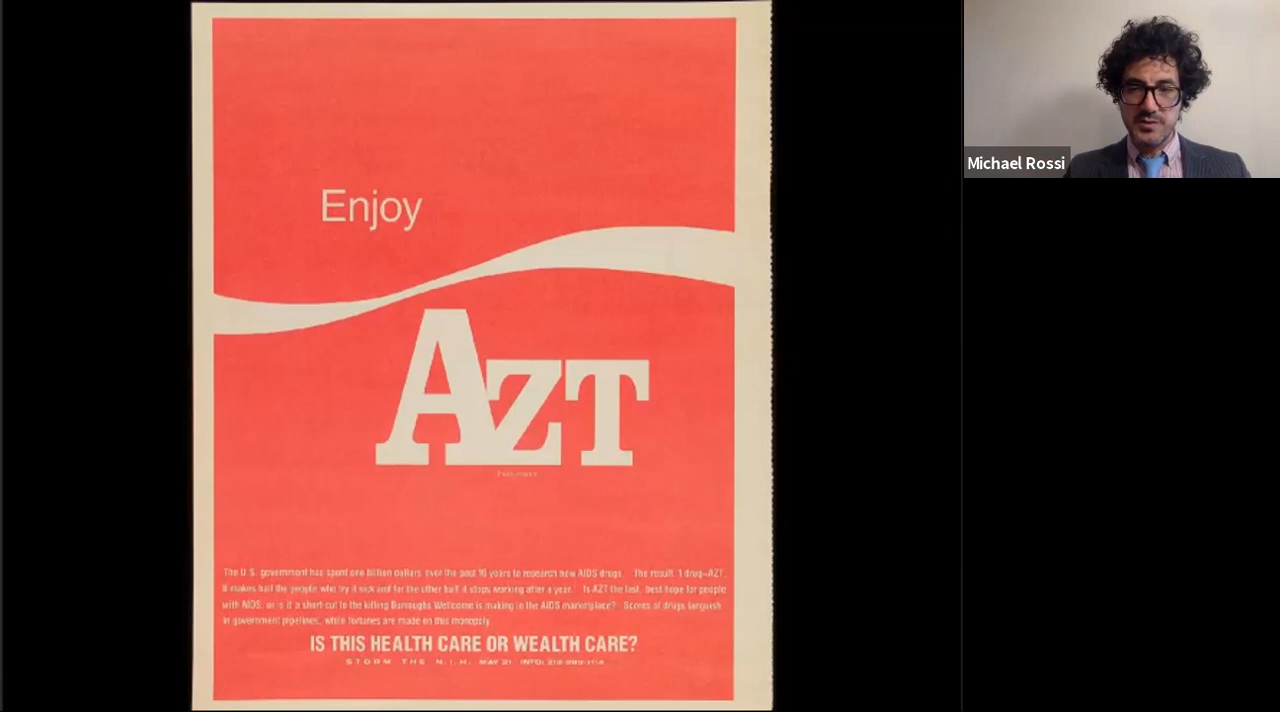 Enjoy
AZT
The U.S. government has spent one billion dollars over the past 10 years to research new AIDS drugs. The result: 1 drug—AZT.
It makes half the people who try it sick and for the other half it stops working after a year. Is AZT the last, best hope for people
with AIDS, or is it a short-cut to the killing Burroughs Wellcome is making in the AIDS marketplace? Scores of drugs languish
in government pipelines, while fortunes are made on this monopoly.
IS THIS HEALTH CARE OR WEALTH CARE?
STORM THE N.I.H. MAY 21 INFO:
Michael Rossi